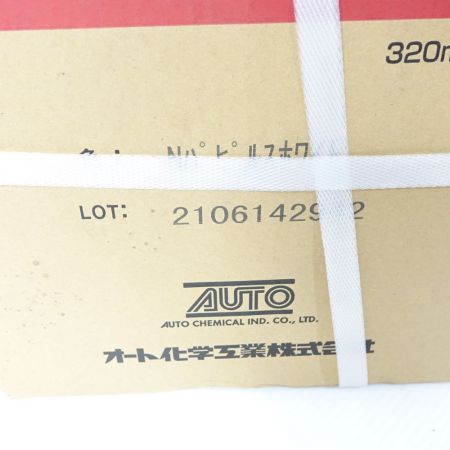 320m
Nパピルスホワ
LOT: 2106142932
AUTO
AUTO CHEMICAL IND. CO., LTD.
オート化学工業株式会社